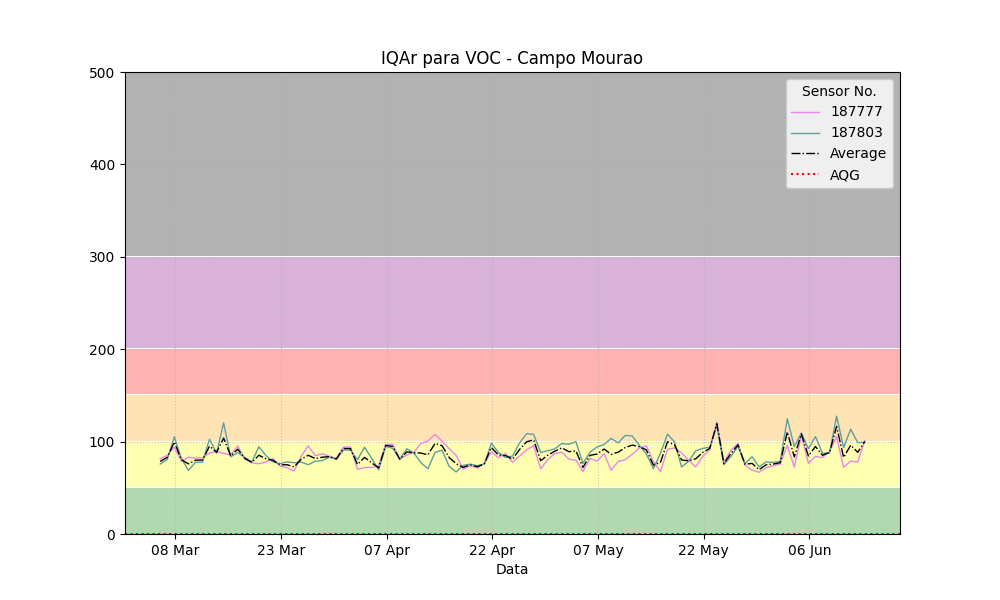 IQAr para VOC - Campo Mourao
500
400
300
200
100
0
Sensor No.
187777
187803
Average
AQG
08 Mar
23 Mar
07 Apr
22 Apr
07 May
22 May
06 Jun
Data